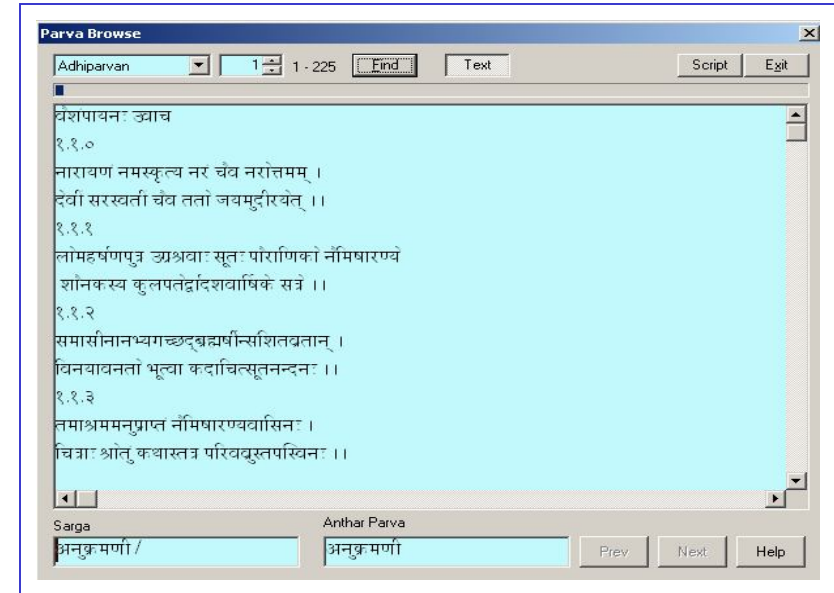 Parva Browse
Adhiparvan 1 1 - 225 Find Text Script Exit
वैशंपायनः उवाच
१.१.०
नारायणं नमस्कृत्य नरं चैव नरोत्तमम् ।
देवीं सरस्वतीं चैव ततो जयमुदीरयेत् ।।
१.१.१
लोमहर्षणपुत्र उग्रश्रवाः सूतः पौराणिको नैमिषारण्ये
शौनकस्य कुलपतेर्द्वादशवार्षिके सत्रे ।।
१.१.२
समासीनानभ्यगच्छद्ब्रह्मर्षीन्संशितव्रतान् ।
विनयावनतो भूत्वा कदाचित्सूतनन्दनः ।।
१.१.३
तमाश्रममनुप्राप्तं नैमिषारण्यवासिनः ।
चित्राः श्रोतुं कथास्तत्र परिवव्रुस्तपस्विनः ।।
Sarga Anthar Parva
अनुक्रमणी / अनुक्रमणी Prev Next Help